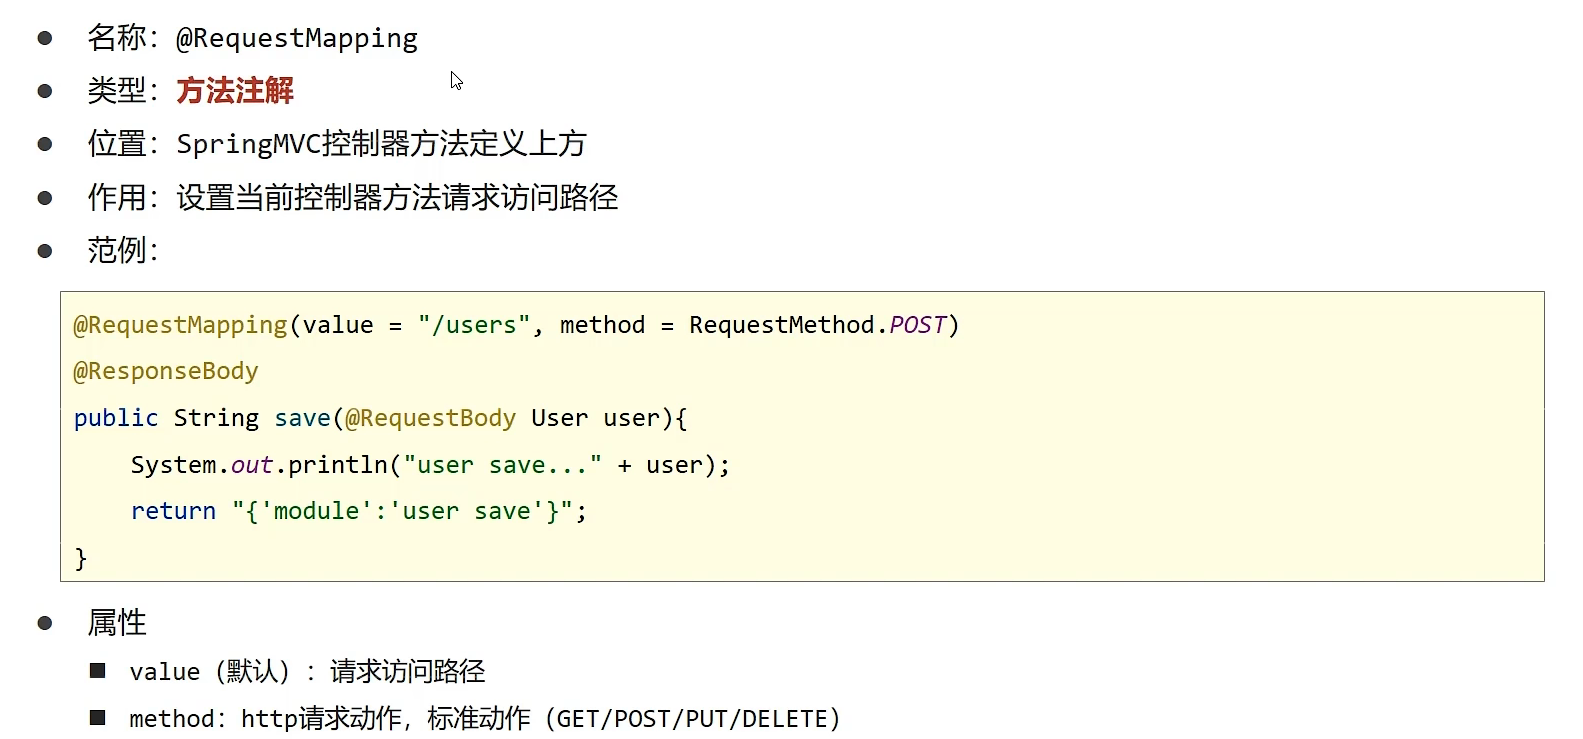 ● 名称：@RequestMapping
● 类型：方法注解
● 位置：SpringMVC控制器方法定义上方
● 作用：设置当前控制器方法请求访问路径
● 范例：
@RequestMapping(value = "/users", method = RequestMethod.POST)
@ResponseBody
public String save(@RequestBody User user){
    System.out.println("user save..." + user);
    return "{'module':'user save'}";
}
● 属性
■ value（默认）：请求访问路径
■ method：http请求动作，标准动作（GET/POST/PUT/DELETE）